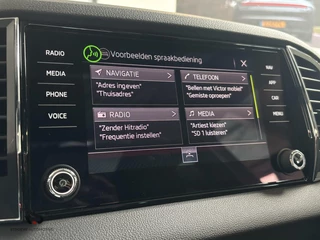 RADIO
MEDIA
PHONE
VOICE
Voorbeelden spraakbediening
NAVIGATIE
"Adres ingeven"
"Thuisadres"
TELEFOON
"Bellen met Victor mobiel"
"Gemiste oproepen"
RADIO
"Zender Hitradio"
"Frequentie instellen"
MEDIA
"Artiest kiezen"
"SD 1 luisteren"
NAV
APP
CAR
MENU